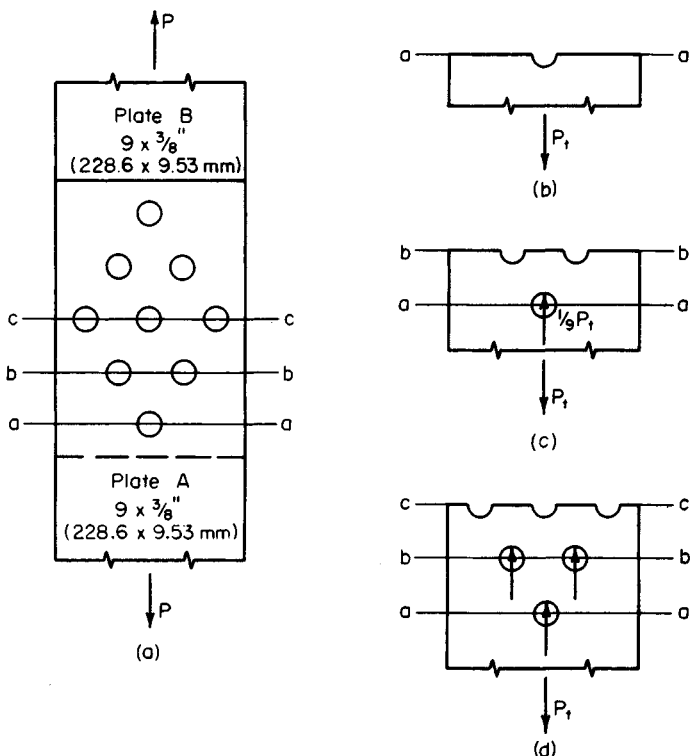 P
Plate B
9 x 3/8"
(228.6 x 9.53 mm)
c c
b b
a a
Plate A
9 x 3/8"
(228.6 x 9.53 mm)
P
(a)
a a
Pₜ
(b)
b b
a a
1/9 Pₜ
Pₜ
(c)
c c
b b
a a
Pₜ
(d)